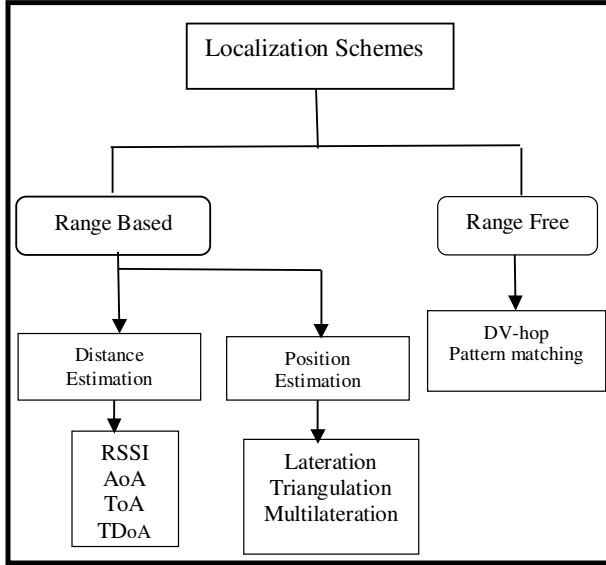 Localization Schemes
Range Based
Range Free
Distance
Estimation
Position
Estimation
DV-hop
Pattern matching
RSSI
AoA
ToA
TDoA
Lateration
Triangulation
Multilateration